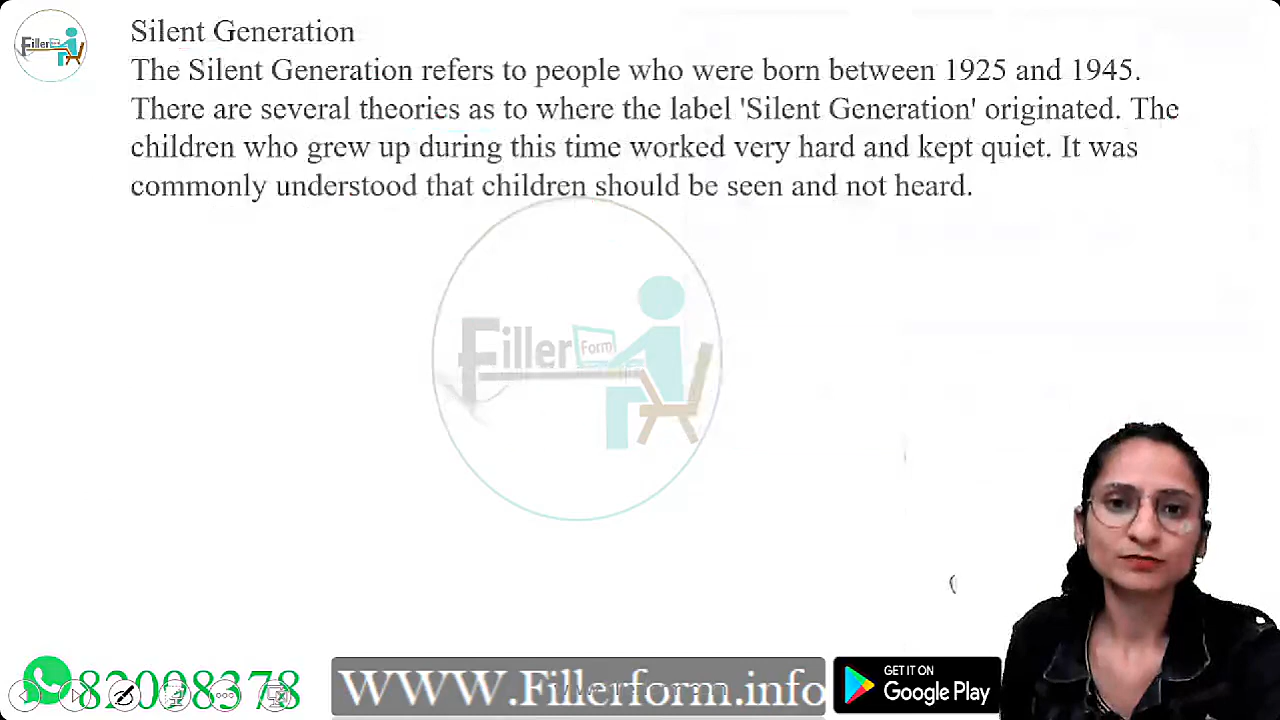 Silent Generation
The Silent Generation refers to people who were born between 1925 and 1945.
There are several theories as to where the label 'Silent Generation' originated. The
children who grew up during this time worked very hard and kept quiet. It was
commonly understood that children should be seen and not heard.
Filler
Filler Form
WWW.Fillerform.info
GET IT ON
Google Play